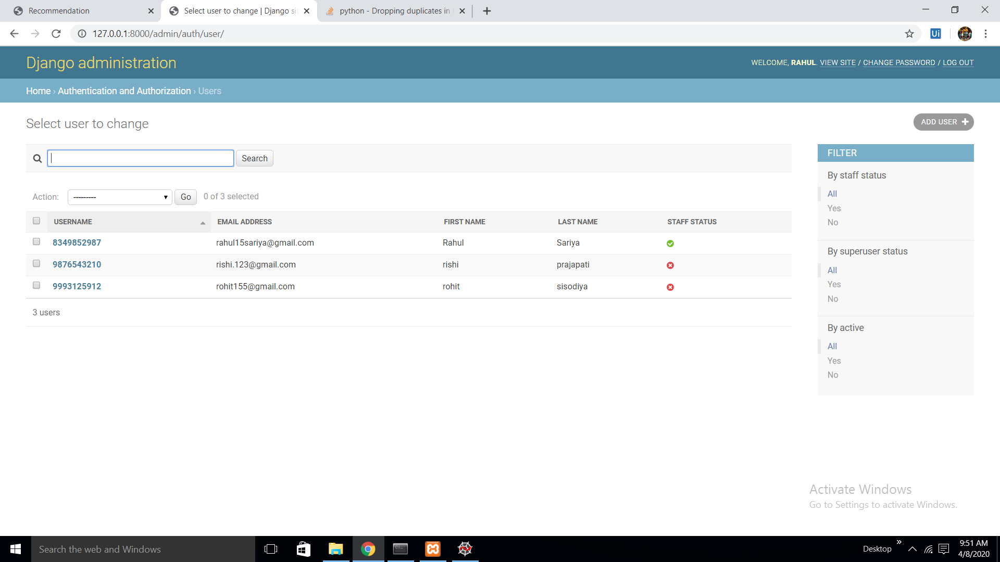 Recommendation
Select user to change | Django si
python - Dropping duplicates in
127.0.0.1:8000/admin/auth/user/
Ui
Django administration
WELCOME, RAHUL. VIEW SITE / CHANGE PASSWORD / LOG OUT
Home › Authentication and Authorization › Users
Select user to change
ADD USER
Search
FILTER
By staff status
All
Yes
No
By superuser status
All
Yes
No
By active
All
Yes
No
Action: --------- Go 0 of 3 selected
USERNAME EMAIL ADDRESS FIRST NAME LAST NAME STAFF STATUS
8349852987 rahul15sariya@gmail.com Rahul Sariya
9876543210 rishi.123@gmail.com rishi prajapati
9993125912 rohit155@gmail.com rohit sisodiya
3 users
Activate Windows
Go to Settings to activate Windows.
Search the web and Windows
Desktop
9:51 AM
4/8/2020